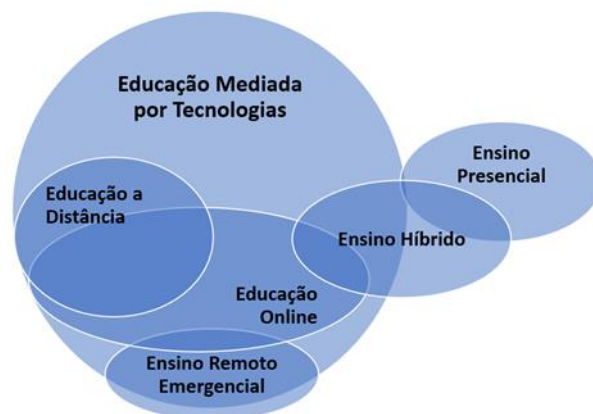 Educação Mediada
por Tecnologias
Ensino
Presencial
Educação a
Distância
Ensino Híbrido
Educação
Online
Ensino Remoto
Emergencial